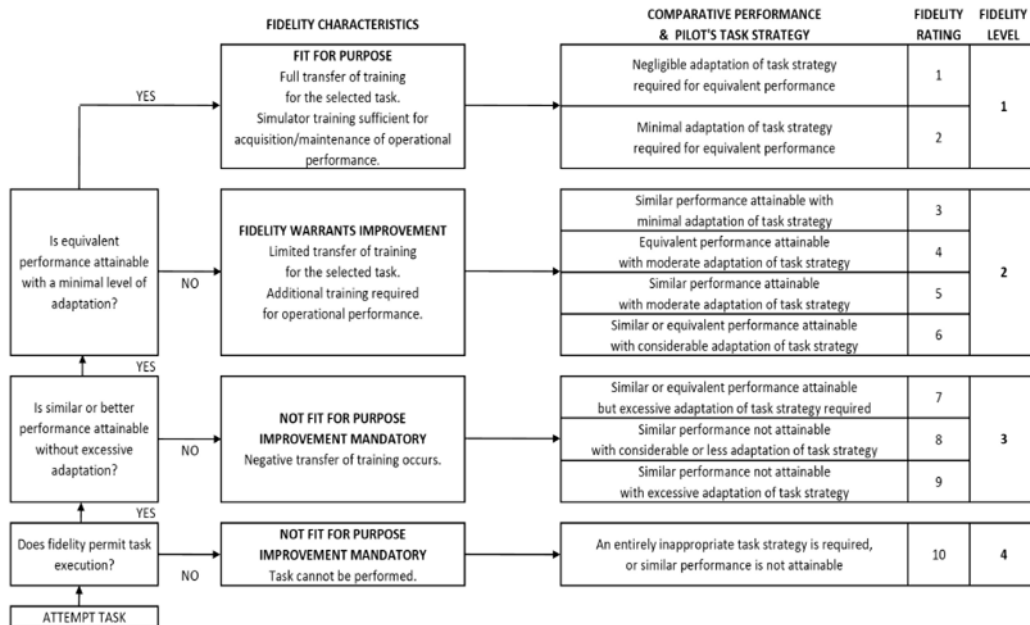 FIDELITY CHARACTERISTICS
COMPARATIVE PERFORMANCE
& PILOT'S TASK STRATEGY
FIDELITY
RATING
FIDELITY
LEVEL
YES
FIT FOR PURPOSE
Full transfer of training
for the selected task.
Simulator training sufficient for
acquisition/maintenance of operational
performance.
Negligible adaptation of task strategy
required for equivalent performance
1
Minimal adaptation of task strategy
required for equivalent performance
2
1
Is equivalent
performance attainable
with a minimal level of
adaptation?
NO
FIDELITY WARRANTS IMPROVEMENT
Limited transfer of training
for the selected task.
Additional training required
for operational performance.
Similar performance attainable with
minimal adaptation of task strategy
3
Equivalent performance attainable
with moderate adaptation of task strategy
4
Similar performance attainable
with moderate adaptation of task strategy
5
Similar or equivalent performance attainable
with considerable adaptation of task strategy
6
2
YES
Is similar or better
performance attainable
without excessive
adaptation?
NO
NOT FIT FOR PURPOSE
IMPROVEMENT MANDATORY
Negative transfer of training occurs.
Similar or equivalent performance attainable
but excessive adaptation of task strategy required
7
Similar performance not attainable
with considerable or less adaptation of task strategy
8
Similar performance not attainable
with excessive adaptation of task strategy
9
3
YES
Does fidelity permit task
execution?
NO
NOT FIT FOR PURPOSE
IMPROVEMENT MANDATORY
Task cannot be performed.
An entirely inappropriate task strategy is required,
or similar performance is not attainable
10
4
ATTEMPT TASK